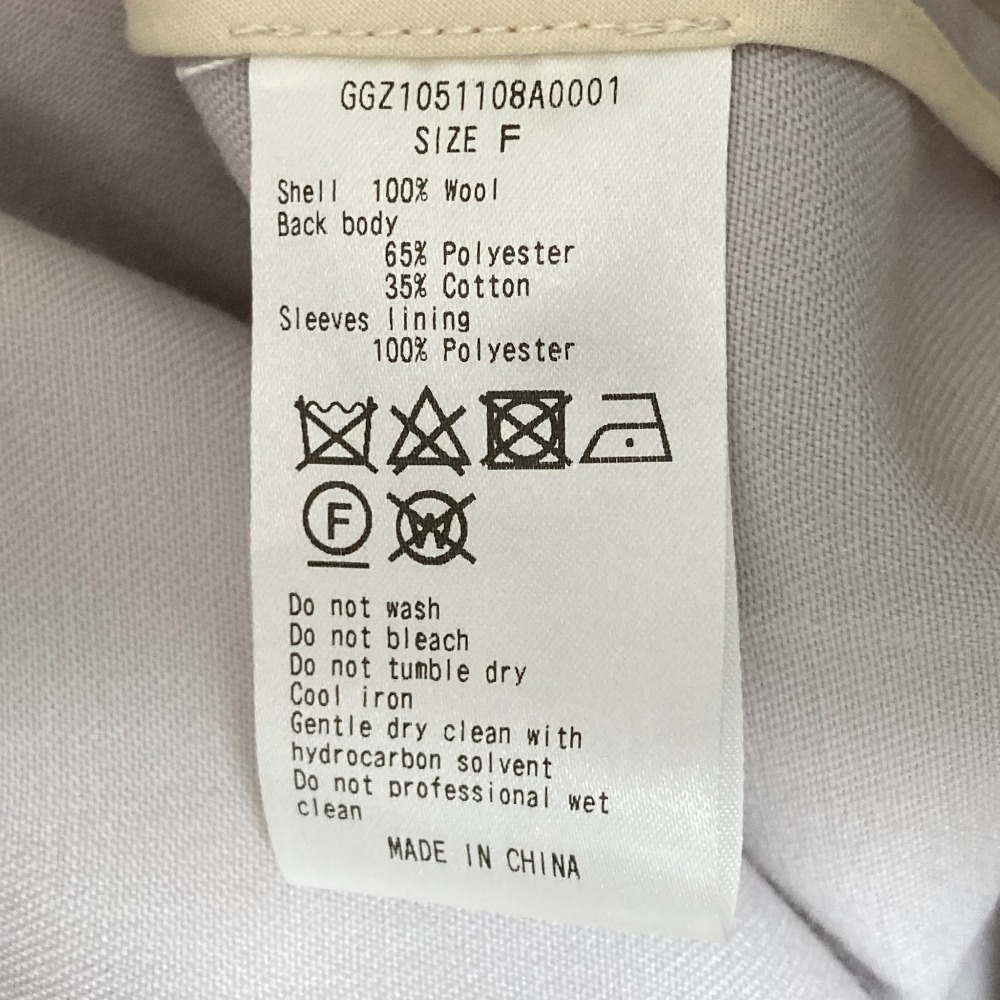 GGZ1051108A0001
SIZE F
Shell 100% Wool
Back body
65% Polyester
35% Cotton
Sleeves lining
100% Polyester
F W
Do not wash
Do not bleach
Do not tumble dry
Cool iron
Gentle dry clean with
hydrocarbon solvent
Do not professional wet
clean
MADE IN CHINA